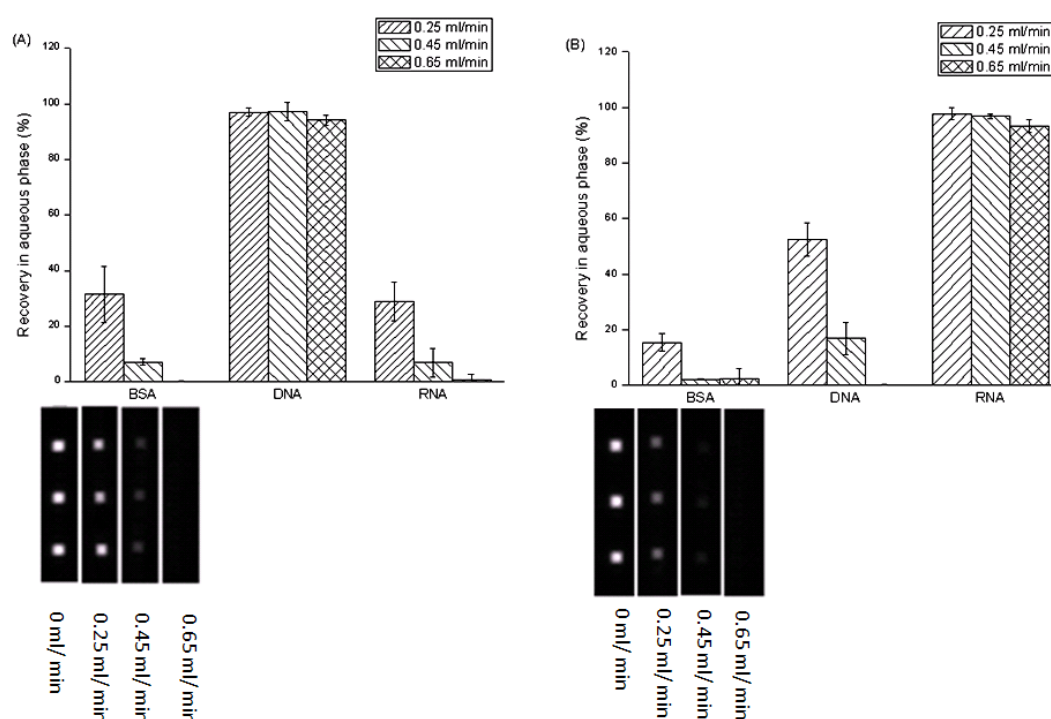 (A)
0.25 ml/min
0.45 ml/min
0.65 ml/min
120
100
80
60
40
20
0
Recovery in aqueous phase (%)
BSA DNA RNA
0 ml/ min
0.25 ml/ min
0.45 ml/ min
0.65 ml/ min
(B)
0.25 ml/min
0.45 ml/min
0.65 ml/min
120
100
80
60
40
20
0
Recovery in aqueous phase (%)
BSA DNA RNA
0 ml/ min
0.25 ml/ min
0.45 ml/ min
0.65 ml/ min